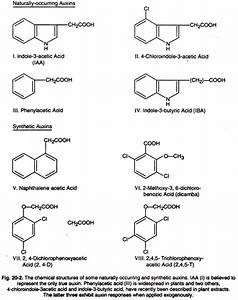 Naturally-occurring Auxins
CH₂COOH
Cl
CH₂COOH
N
H
N
H
I. Indole-3-acetic Acid
(IAA)
II. 4-Chloroindole-3-acetic
Acid
CH₂COOH
(CH₂)₃COOH
N
H
III. Phenylacetic Acid
IV. Indole-3-butyric Acid (IBA)
Synthetic Auxins
CH₂COOH
COOH
Cl
OCH₃
Cl
V. Naphthalene acetic
Acid
VI. 2-Methoxy-3, 6-dichloro-
benzoic Acid (dicamba)
O CH₂COOH
O CH₂COOH
Cl
Cl
Cl
Cl
Cl
VII. 2, 4-Dichlorophenoxyacetic
Acid (2, 4-D)
VIII. 2,4,5- Trichlorophenoxy-
acetic Acid (2,4,5-T)
Fig. 20-2. The chemical structures of some naturally occurring and synthetic auxins. IAA (I) is believed to
represent the only true auxin. Phenylacetic acid (III) is widespread in plants and two others,
4-chloroindole-3acetic acid and indole-3-butyric acid, have recently been described in plant extracts.
The latter three exhibit auxin responses when applied exogenously.